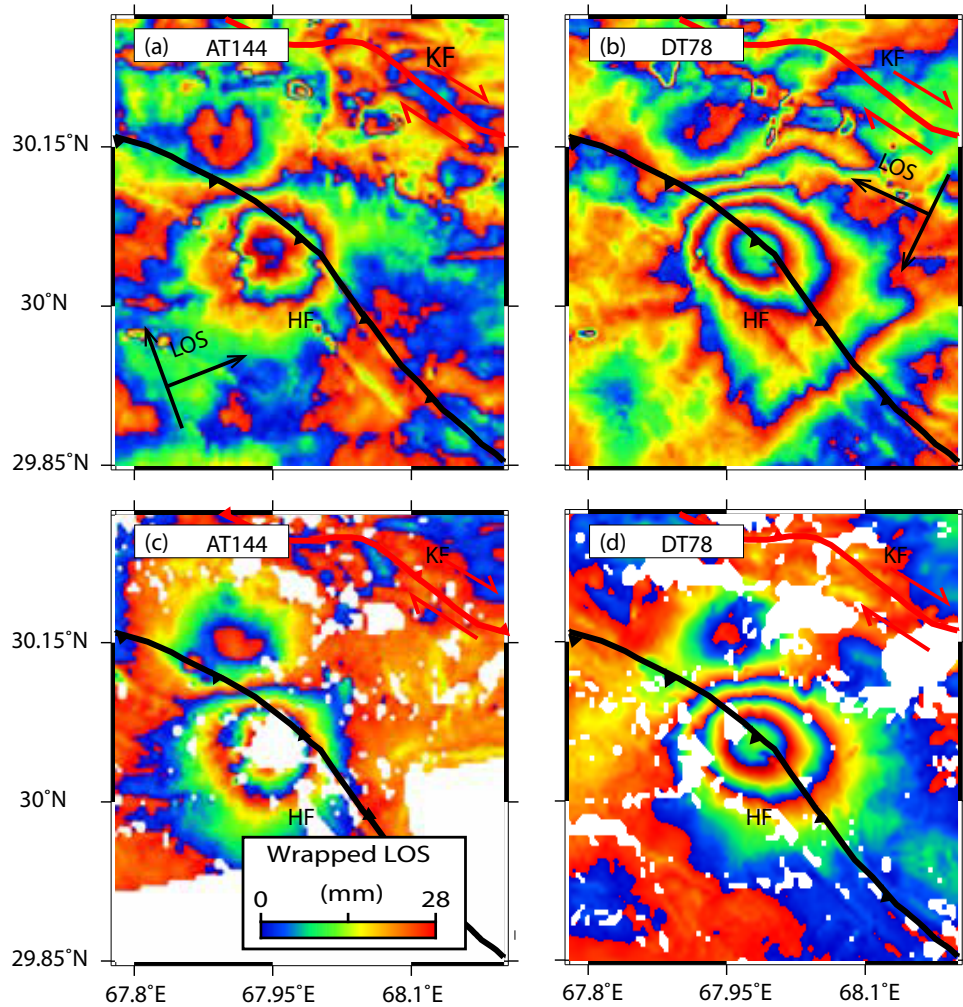 (a) AT144
KF
LOS
HF
30.15°N
30°N
29.85°N
(b) DT78
KF
LOS
HF
(c) AT144
KF
HF
Wrapped LOS
(mm)
0 28
30.15°N
30°N
29.85°N
67.8°E 67.95°E 68.1°E
(d) DT78
KF
HF
67.8°E 67.95°E 68.1°E